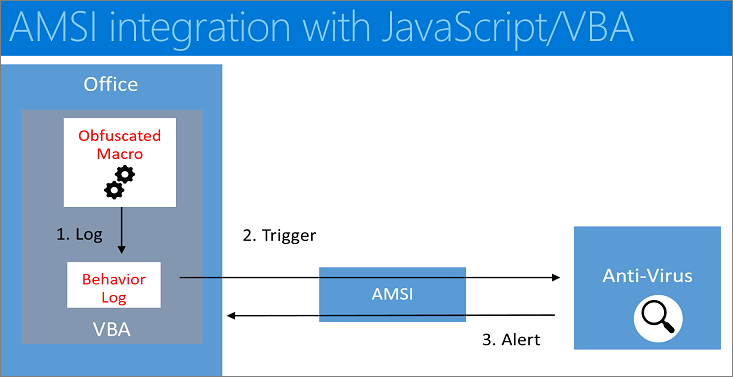 AMSI integration with JavaScript/VBA
Office
Obfuscated
Macro
1. Log
2. Trigger
Behavior
Log
VBA
AMSI
Anti-Virus
3. Alert